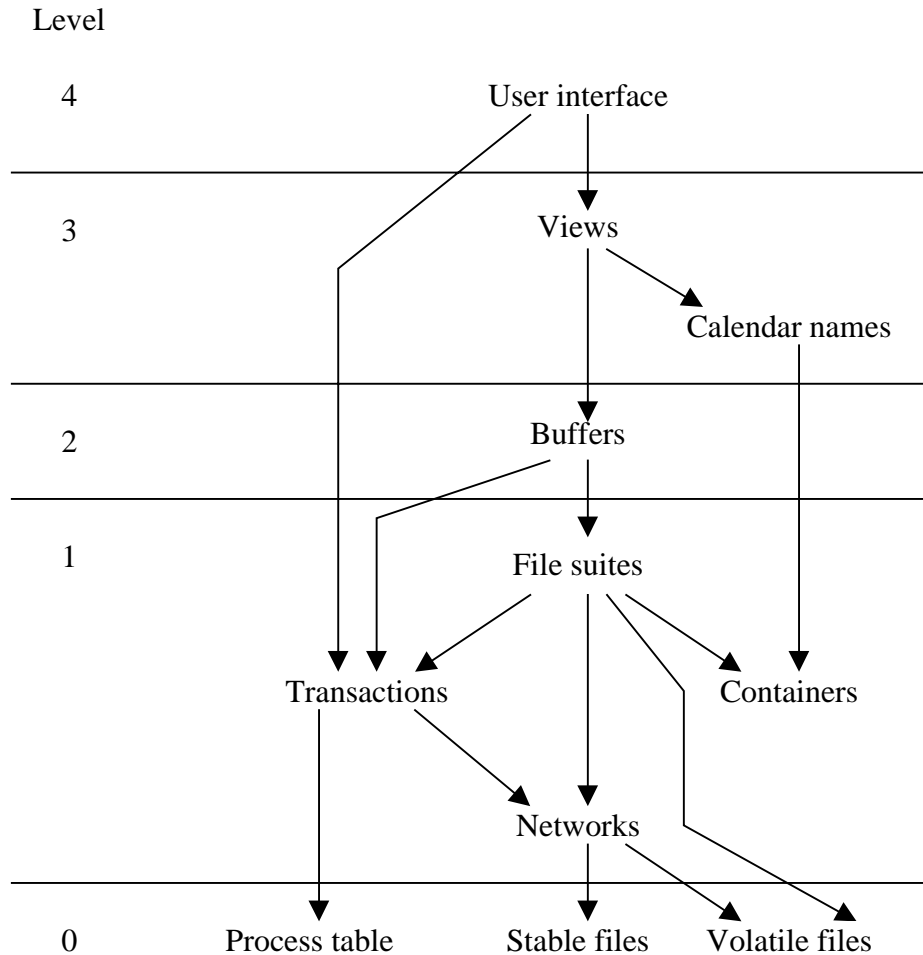 Level
4 User interface
3 Views
Calendar names
2 Buffers
1 File suites
Transactions Containers
Networks
0 Process table Stable files Volatile files